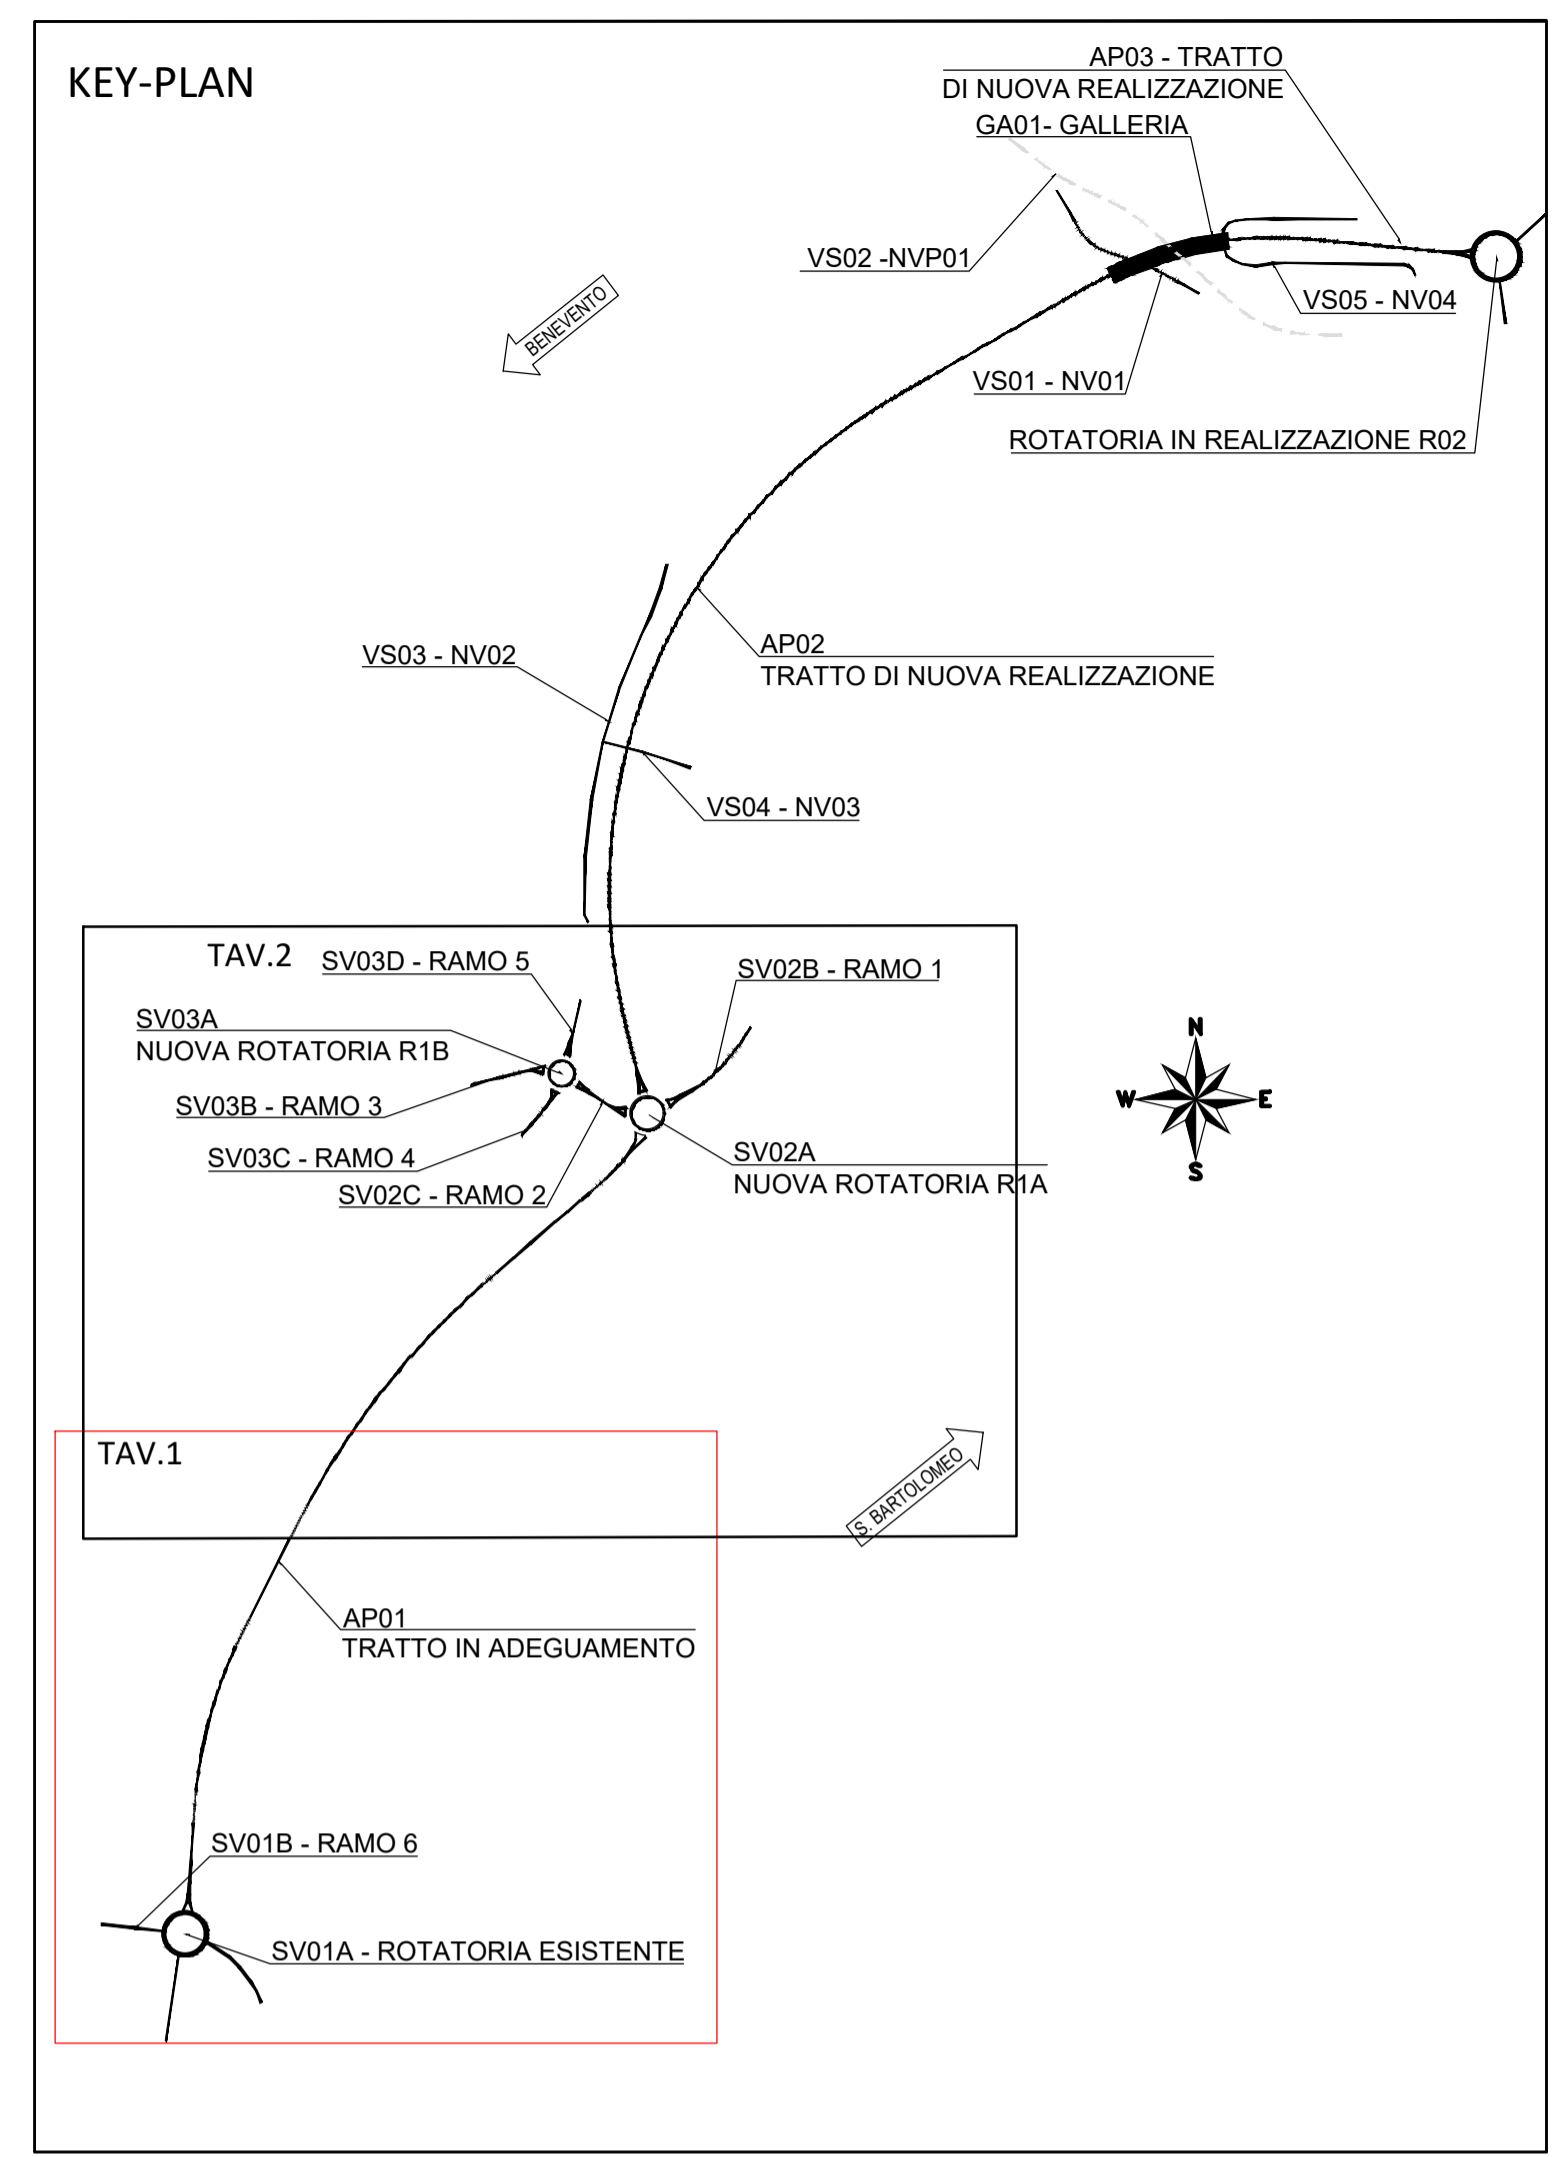 KEY-PLAN
AP03 - TRATTO
DI NUOVA REALIZZAZIONE
GA01- GALLERIA
VS02 -NVP01
BENEVENTO
VS05 - NV04
VS01 - NV01
ROTATORIA IN REALIZZAZIONE R02
AP02
TRATTO DI NUOVA REALIZZAZIONE
VS03 - NV02
VS04 - NV03
TAV.2
SV03D - RAMO 5
SV02B - RAMO 1
SV03A
NUOVA ROTATORIA R1B
SV03B - RAMO 3
SV03C - RAMO 4
SV02C - RAMO 2
SV02A
NUOVA ROTATORIA R1A
N
W
E
S
TAV.1
S. BARTOLOMEO
AP01
TRATTO IN ADEGUAMENTO
SV01B - RAMO 6
SV01A - ROTATORIA ESISTENTE